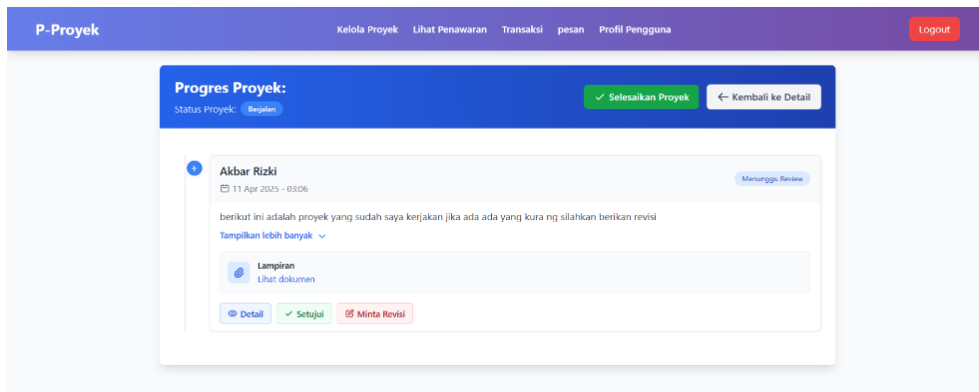 P-Proyek
Kelola Proyek Lihat Penawaran Transaksi pesan Profil Pengguna
Logout
Progres Proyek:
Status Proyek: Berjalan
Selesaikan Proyek
Kembali ke Detail
Akbar Rizki
11 Apr 2025 - 03:06
Menunggu Review
berikut ini adalah proyek yang sudah saya kerjakan jika ada ada yang kura ng silahkan berikan revisi
Tampilkan lebih banyak
Lampiran
Lihat dokumen
Detail
Setujui
Minta Revisi